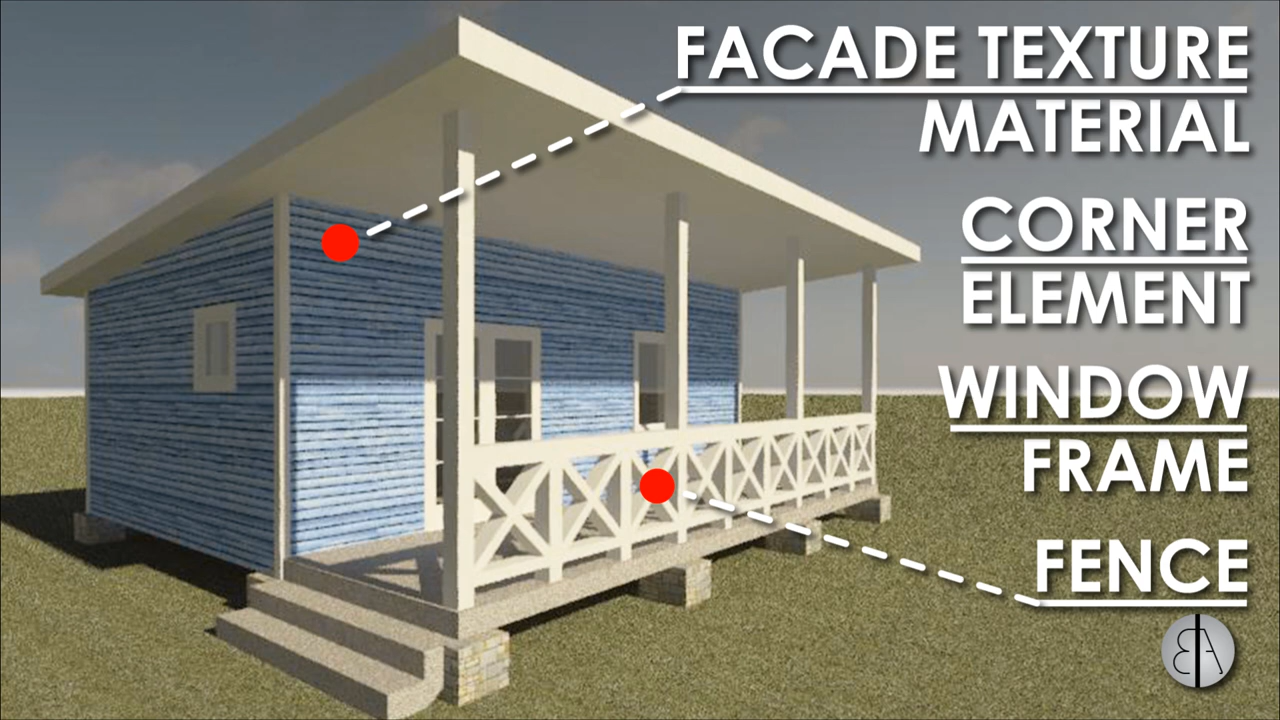 FACADE TEXTURE
MATERIAL
CORNER
ELEMENT
WINDOW
FRAME
FENCE